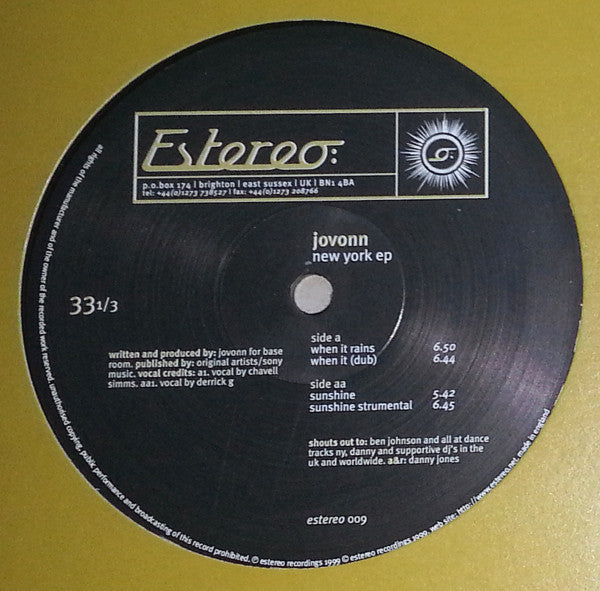 Estereo:
p.o.box 174 | brighton | east sussex | UK | BN1 4BA
tel: +44(0)1273 738527 | fax: +44(0)1273 208766
σ:
jovonn
new york ep
33 1/3
side a
when it rains 6.50
when it (dub) 6.44
side aa
sunshine 5.42
sunshine strumental 6.45
written and produced by: jovonn for base
room. published by: original artists/sony
music. vocal credits: a1. vocal by chavell
simms. aa1. vocal by derrick g
shouts out to: ben johnson and all at dance
tracks ny, danny and supportive dj's in the
uk and worldwide. a&r: danny jones
estereo 009
all rights of the manufacturer and of the owner of the recorded work reserved. unauthorised copying, public performance and broadcasting of this record prohibited. ℗ estereo recordings 1999 © estereo recordings 1999. web site: http://www.estereo.net. made in england